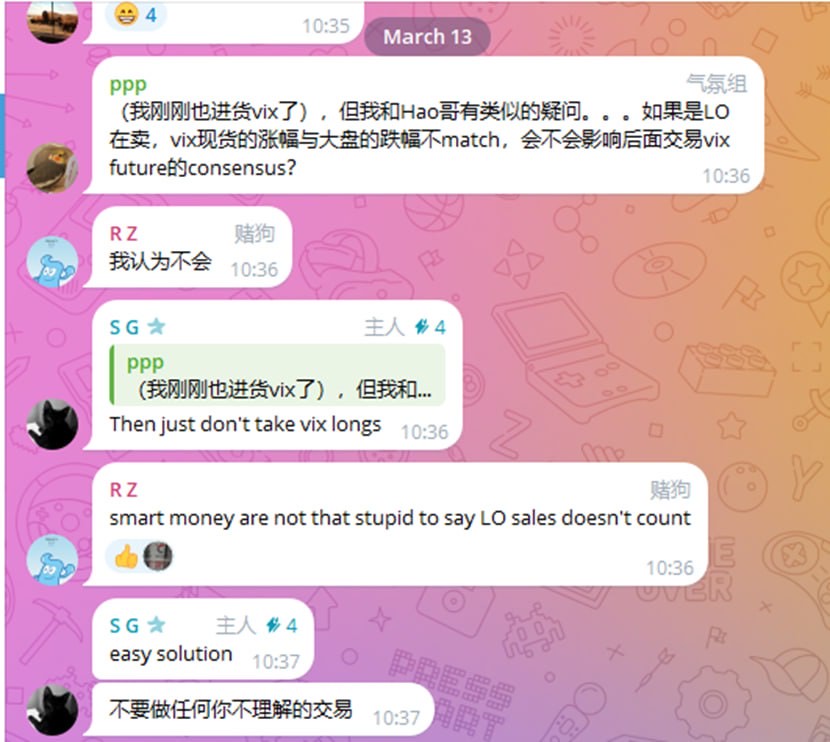 😁 4
10:35
March 13
ppp 气氛组
（我刚刚也进货vix了），但我和Hao哥有类似的疑问。。。如果是LO
在卖，vix现货的涨幅与大盘的跌幅不match，会不会影响后面交易vix
future的consensus？
10:36
R Z 赌狗
我认为不会 10:36
S G 主人 4
ppp
（我刚刚也进货vix了），但我和...
Then just don't take vix longs 10:36
R Z 赌狗
smart money are not that stupid to say LO sales doesn't count
👍
10:36
S G 主人 4
easy solution 10:37
不要做任何你不理解的交易 10:37